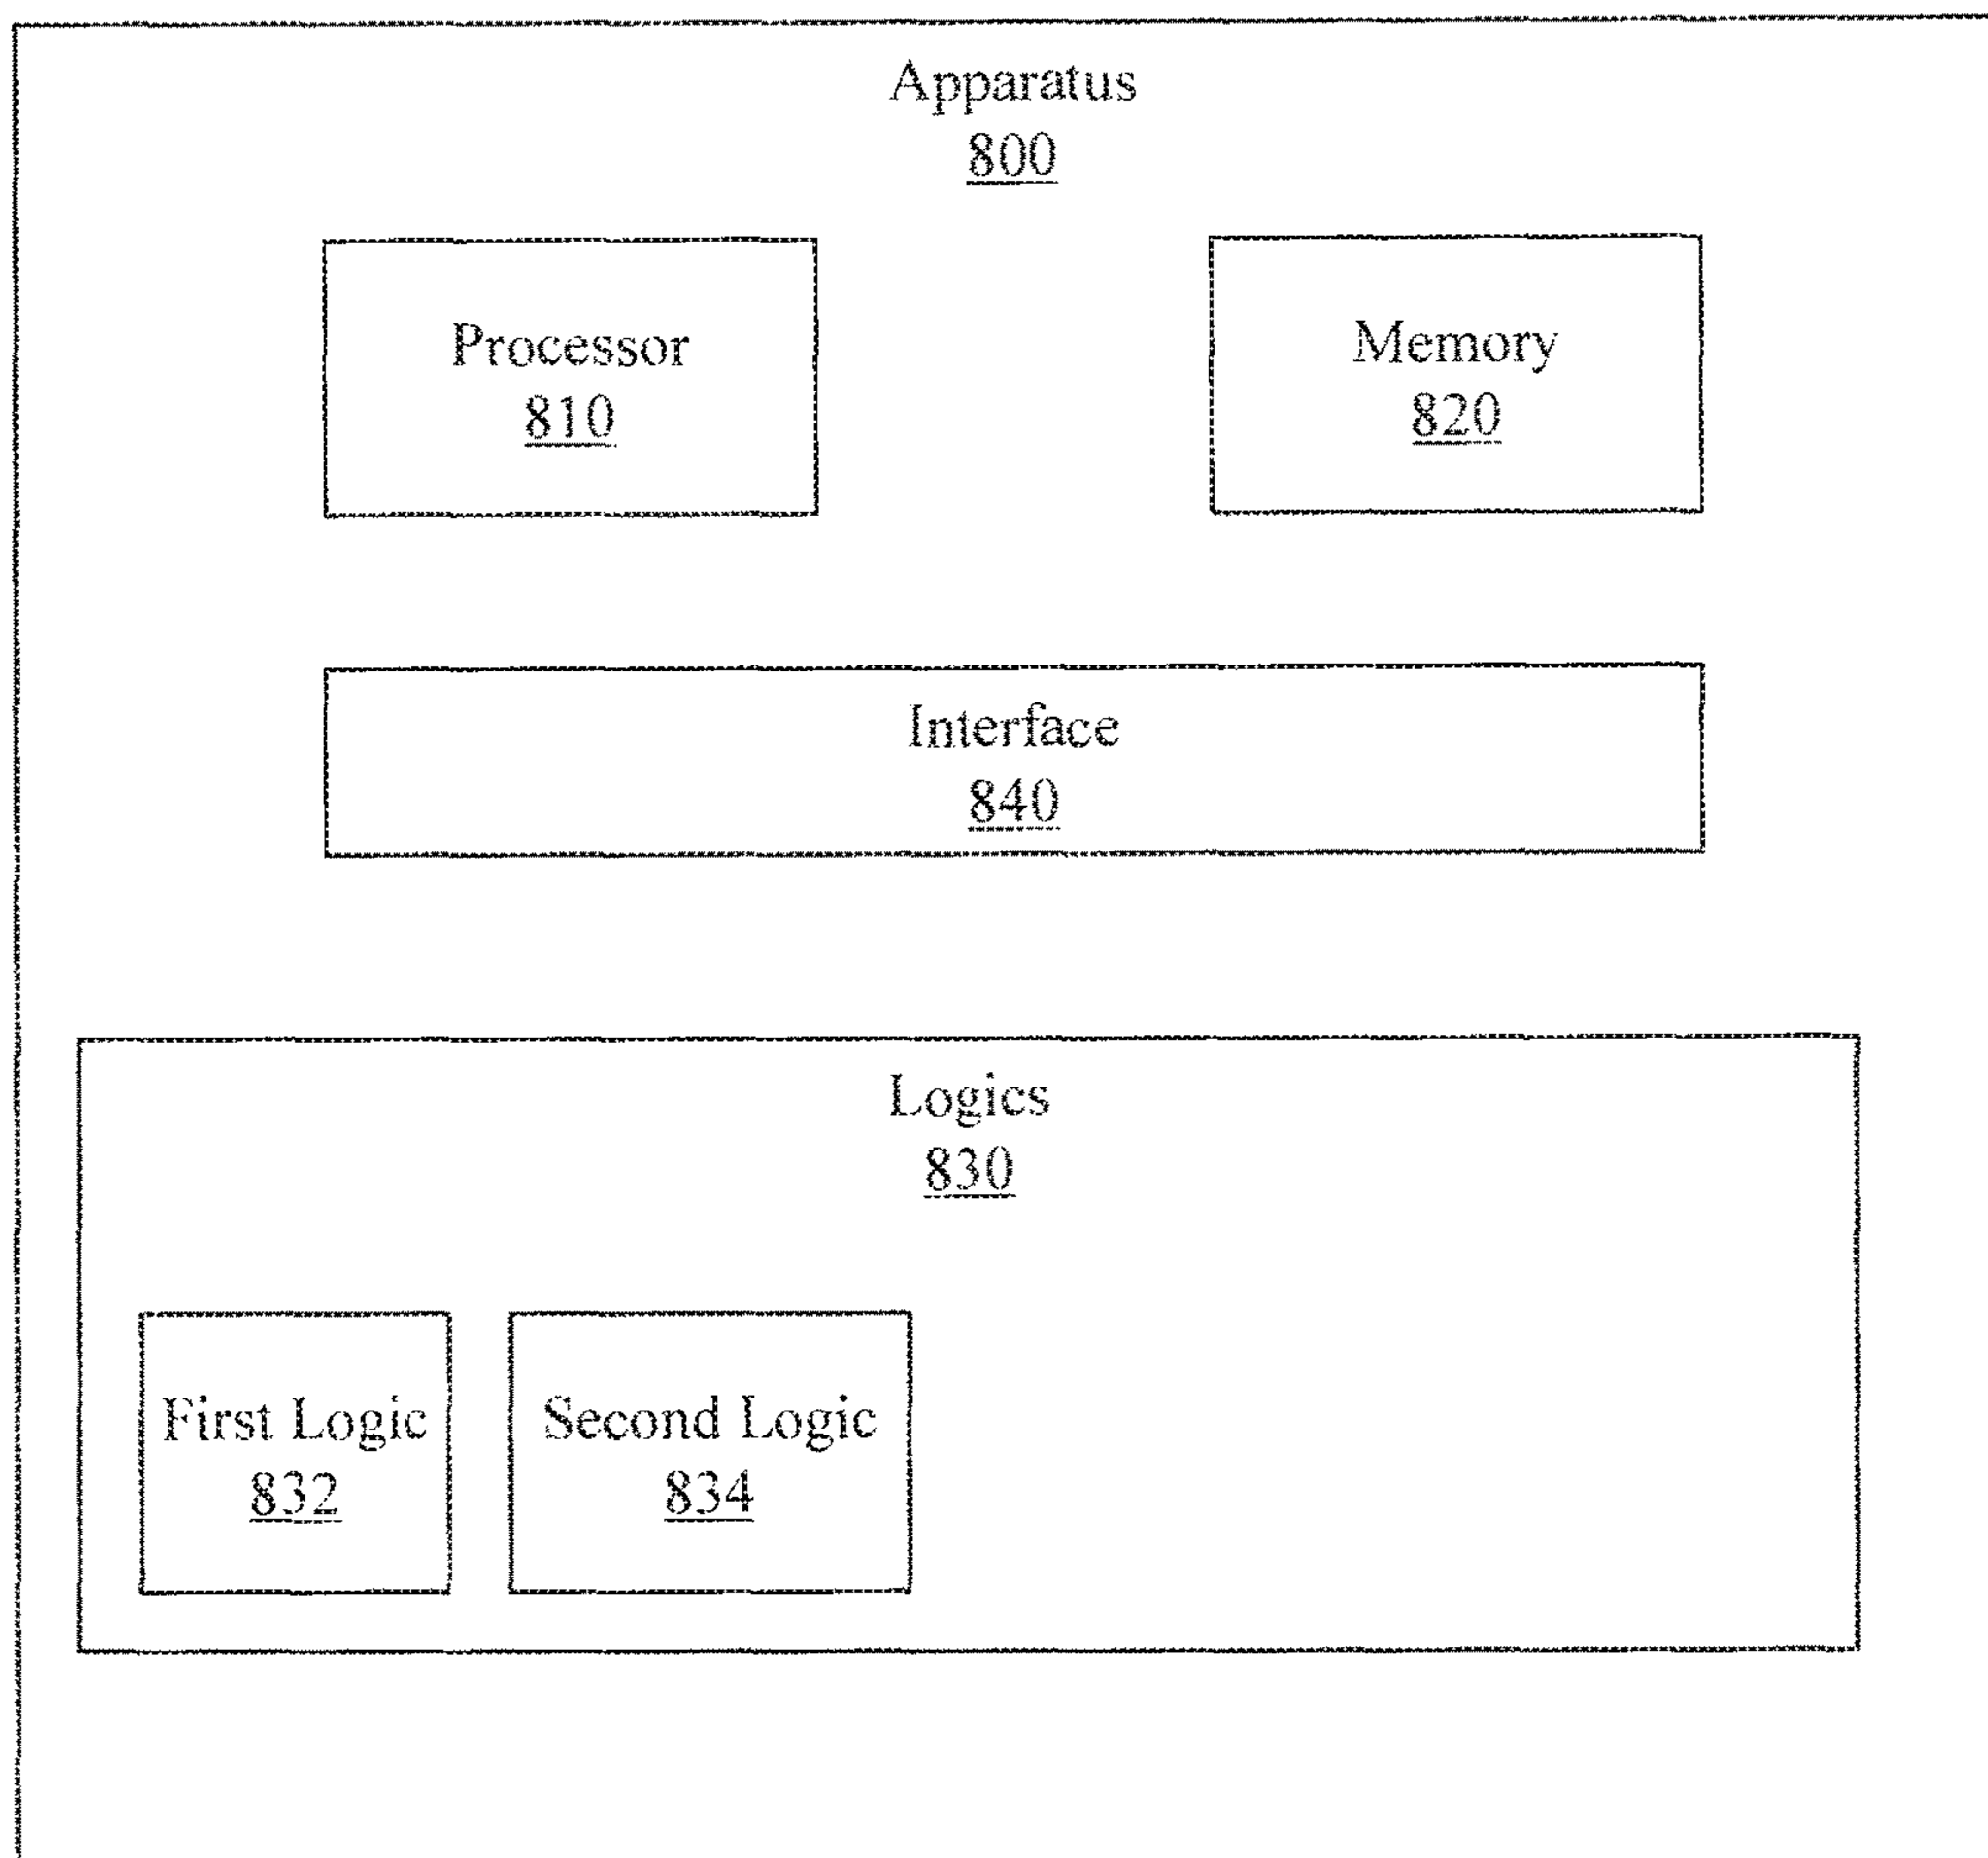 Apparatus
800
Processor
810
Memory
820
Interface
840
Logics
830
First Logic
832
Second Logic
834